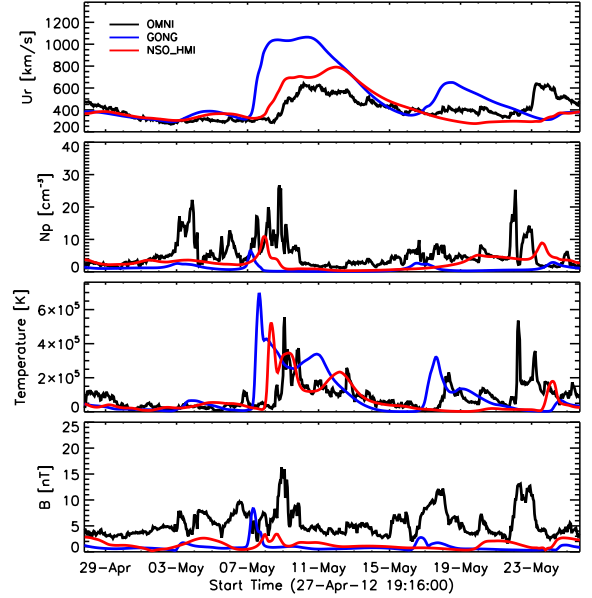 OMNI
GONG
NSO_HMI
Ur [km/s]
1200
1000
800
600
400
200
Np [cm⁻³]
40
30
20
10
0
Temperature [K]
6×10⁵
4×10⁵
2×10⁵
0
B [nT]
25
20
15
10
5
0
29-Apr 03-May 07-May 11-May 15-May 19-May 23-May
Start Time (27-Apr-12 19:16:00)